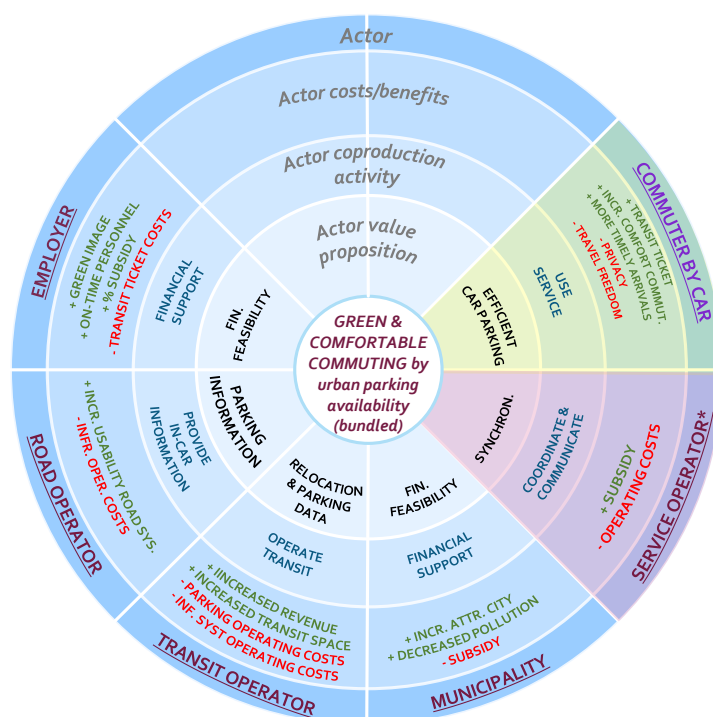 Actor
Actor costs/benefits
Actor coproduction
activity
Actor value
proposition
GREEN &
COMFORTABLE
COMMUTING by
urban parking
availability
(bundled)
COMMUTER BY CAR
+ TRANSIT TICKET
+ INCR. COMFORT COMMUT.
+ MORE TIMELY ARRIVALS
- PRIVACY
- TRAVEL FREEDOM
USE
SERVICE
EFFICIENT
CAR PARKING
SERVICE OPERATOR*
+ SUBSIDY
- OPERATING COSTS
COORDINATE &
COMMUNICATE
SYNCHRON.
MUNICIPALITY
+ INCR. ATTR. CITY
+ DECREASED POLLUTION
- SUBSIDY
FINANCIAL
SUPPORT
FIN.
FEASIBILITY
TRANSIT OPERATOR
+ IINCREASED REVENUE
+ INCREASED TRANSIT SPACE
- PARKING OPERATING COSTS
- INF. SYST OPERATING COSTS
OPERATE
TRANSIT
RELOCATION
& PARKING
DATA
ROAD OPERATOR
+ INCR. USABILITY ROAD SYS.
- INFR. OPER. COSTS
PROVIDE
IN-CAR
INFORMATION
PARKING
INFORMATION
EMPLOYER
+ GREEN IMAGE
+ ON-TIME PERSONNEL
+ % SUBSIDY
- TRANSIT TICKET COSTS
FINANCIAL
SUPPORT
FIN.
FEASIBILITY